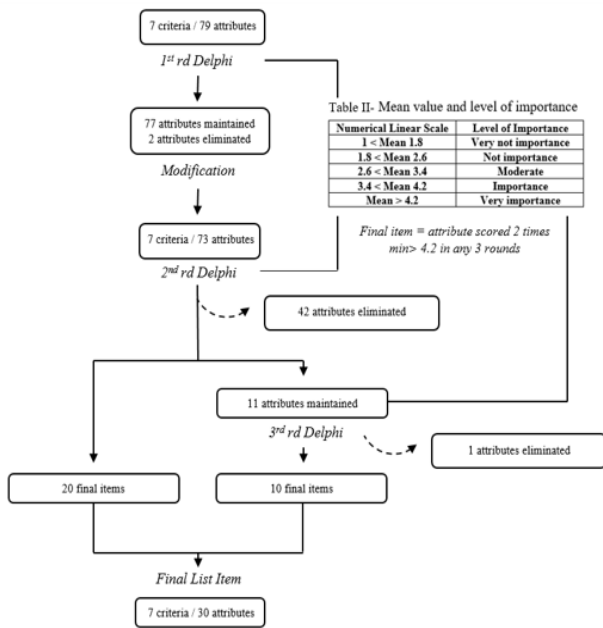 7 criteria / 79 attributes
1st rd Delphi
77 attributes maintained
2 attributes eliminated
Modification
7 criteria / 73 attributes
2nd rd Delphi
Table II- Mean value and level of importance
Numerical Linear Scale Level of Importance
1 < Mean 1.8 Very not importance
1.8 < Mean 2.6 Not importance
2.6 < Mean 3.4 Moderate
3.4 < Mean 4.2 Importance
Mean > 4.2 Very importance
Final item = attribute scored 2 times
min> 4.2 in any 3 rounds
42 attributes eliminated
11 attributes maintained
3rd rd Delphi
1 attributes eliminated
20 final items
10 final items
Final List Item
7 criteria / 30 attributes